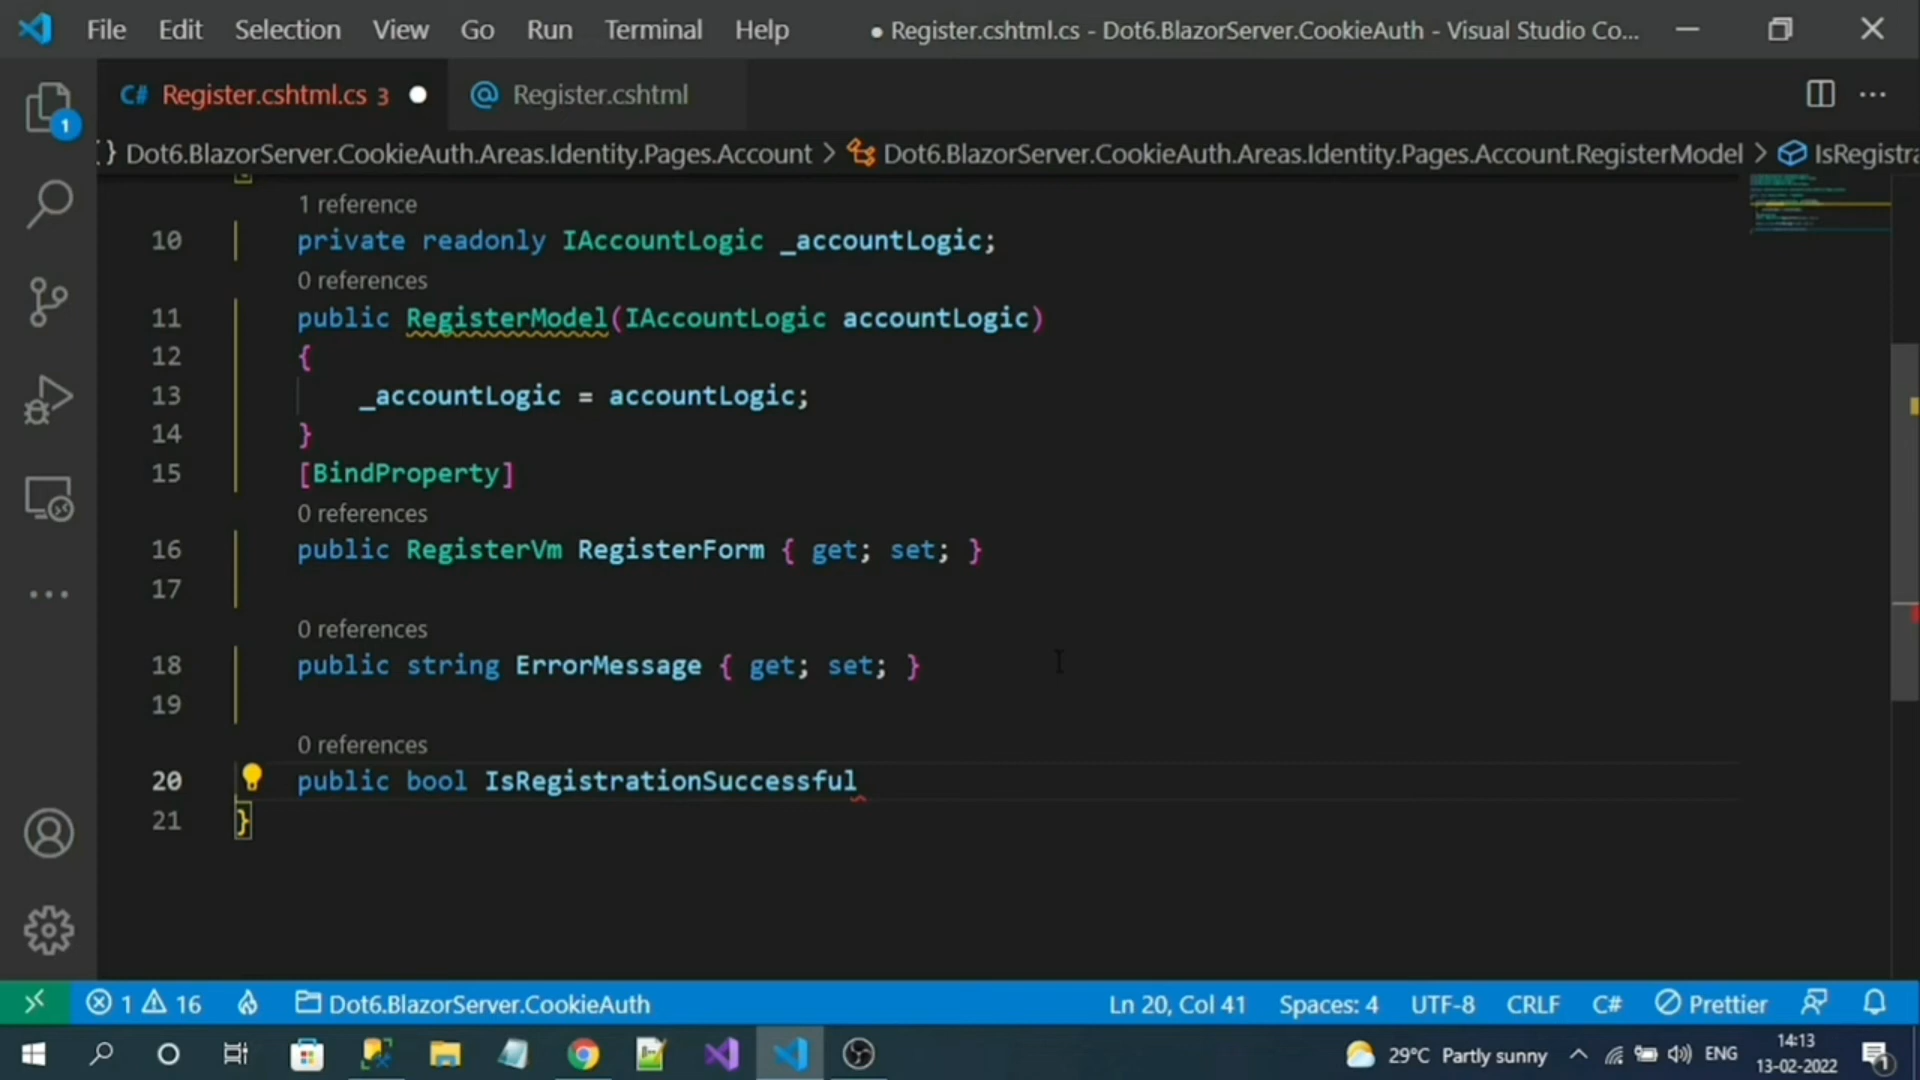 File Edit Selection View Go Run Terminal Help ● Register.cshtml.cs - Dot6.BlazorServer.CookieAuth - Visual Studio Co...
C# Register.cshtml.cs 3 ● @ Register.cshtml ...
1
} Dot6.BlazorServer.CookieAuth.Areas.Identity.Pages.Account > Dot6.BlazorServer.CookieAuth.Areas.Identity.Pages.Account.RegisterModel > IsRegistra
1 reference
10 private readonly IAccountLogic _accountLogic;
0 references
11 public RegisterModel(IAccountLogic accountLogic)
12 {
13 _accountLogic = accountLogic;
14 }
15 [BindProperty]
0 references
16 public RegisterVm RegisterForm { get; set; }
17
0 references
18 public string ErrorMessage { get; set; }
19
0 references
20 public bool IsRegistrationSuccessful
21 }
1 16 Dot6.BlazorServer.CookieAuth Ln 20, Col 41 Spaces: 4 UTF-8 CRLF C# Prettier
29°C Partly sunny ENG 14:13
13-02-2022 1